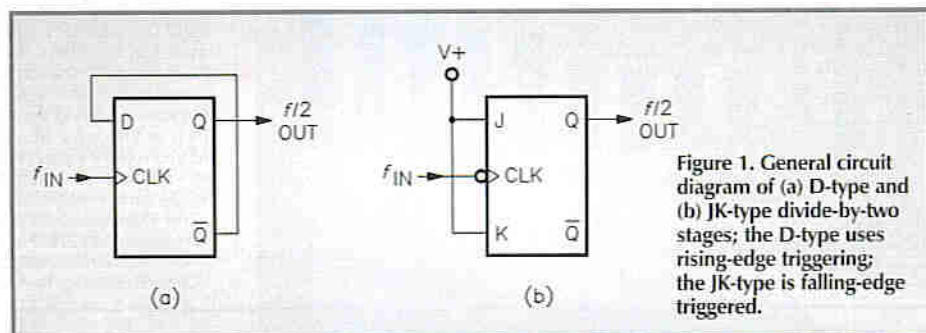 D
Q
f/2
OUT
fIN
CLK
Q̅
(a)
V+
J
Q
f/2
OUT
fIN
CLK
K
Q̅
(b)
Figure 1. General circuit
diagram of (a) D-type and
(b) JK-type divide-by-two
stages; the D-type uses
rising-edge triggering;
the JK-type is falling-edge
triggered.